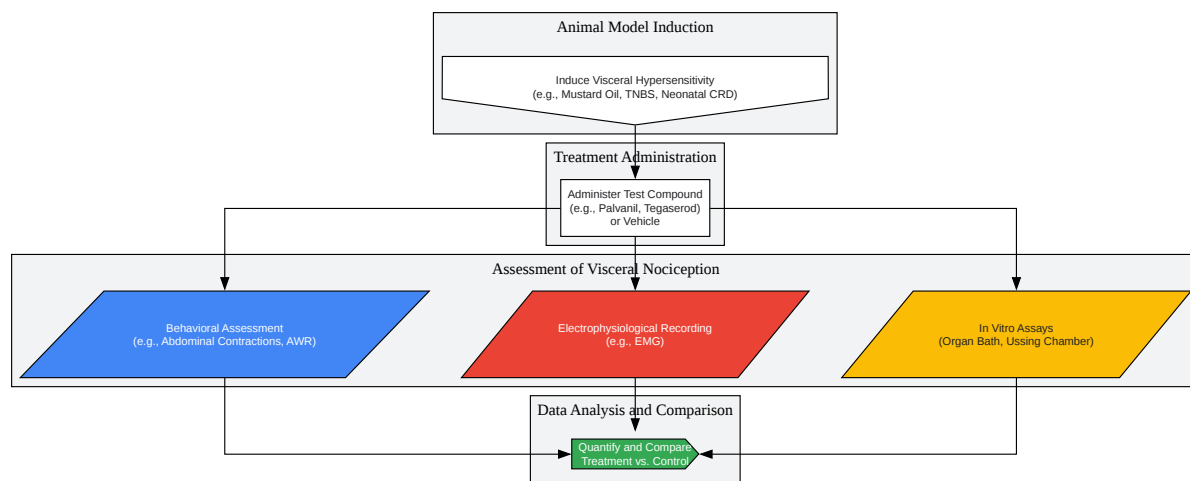 Animal Model Induction
Induce Visceral Hypersensitivity
(e.g., Mustard Oil, TNBS, Neonatal CRD)
Treatment Administration
Administer Test Compound
(e.g., Palvanil, Tegaserod)
or Vehicle
Assessment of Visceral Nociception
Behavioral Assessment
(e.g., Abdominal Contractions, AWR)
Electrophysiological Recording
(e.g., EMG)
In Vitro Assays
(Organ Bath, Ussing Chamber)
Data Analysis and Comparison
Quantify and Compare
Treatment vs. Control